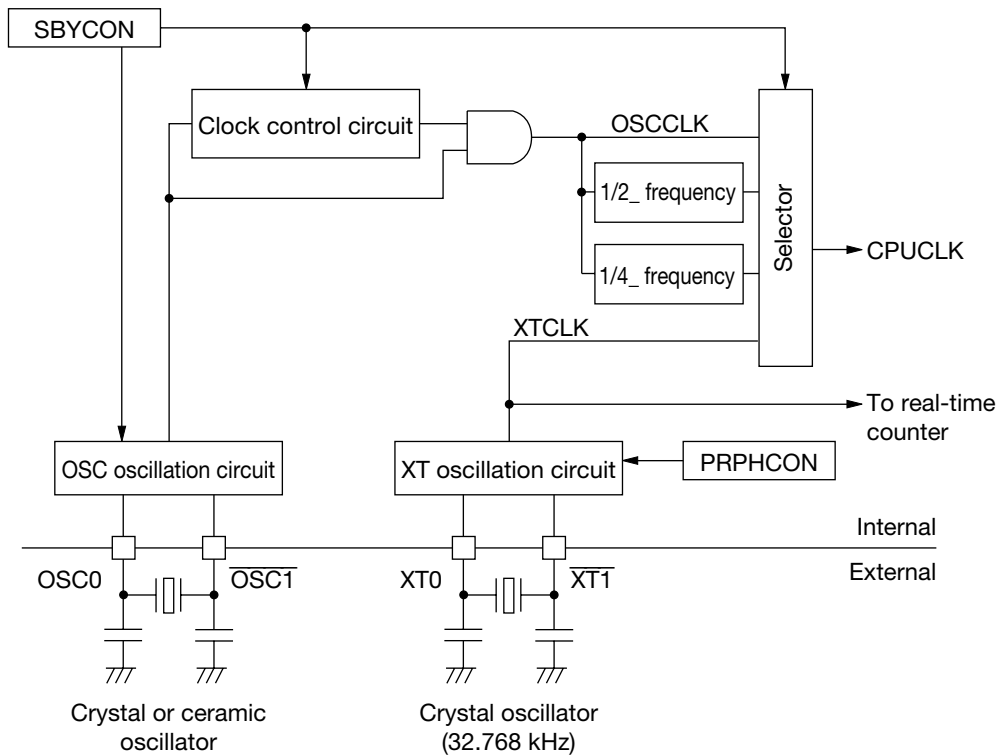 SBYCON
Clock control circuit
OSCCLK
1/2_ frequency
1/4_ frequency
Selector
CPUCLK
XTCLK
To real-time
counter
OSC oscillation circuit
XT oscillation circuit
PRPHCON
Internal
External
OSC0
OSC1
XT0
XT1
Crystal or ceramic
oscillator
Crystal oscillator
(32.768 kHz)